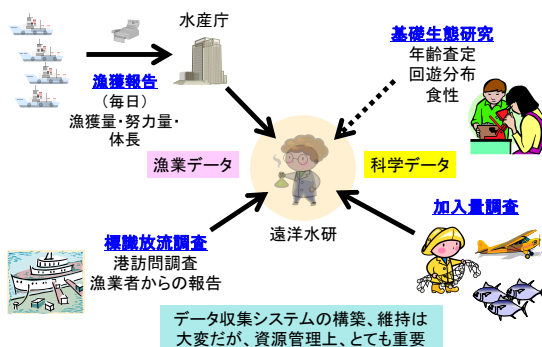 水産庁
漁獲報告
(毎日)
漁獲量・努力量・
体長
基礎生態研究
年齢査定
回遊分布
食性
漁業データ
科学データ
遠洋水研
標識放流調査
港訪問調査
漁業者からの報告
加入量調査
データ収集システムの構築、維持は
大変だが、資源管理上、とても重要